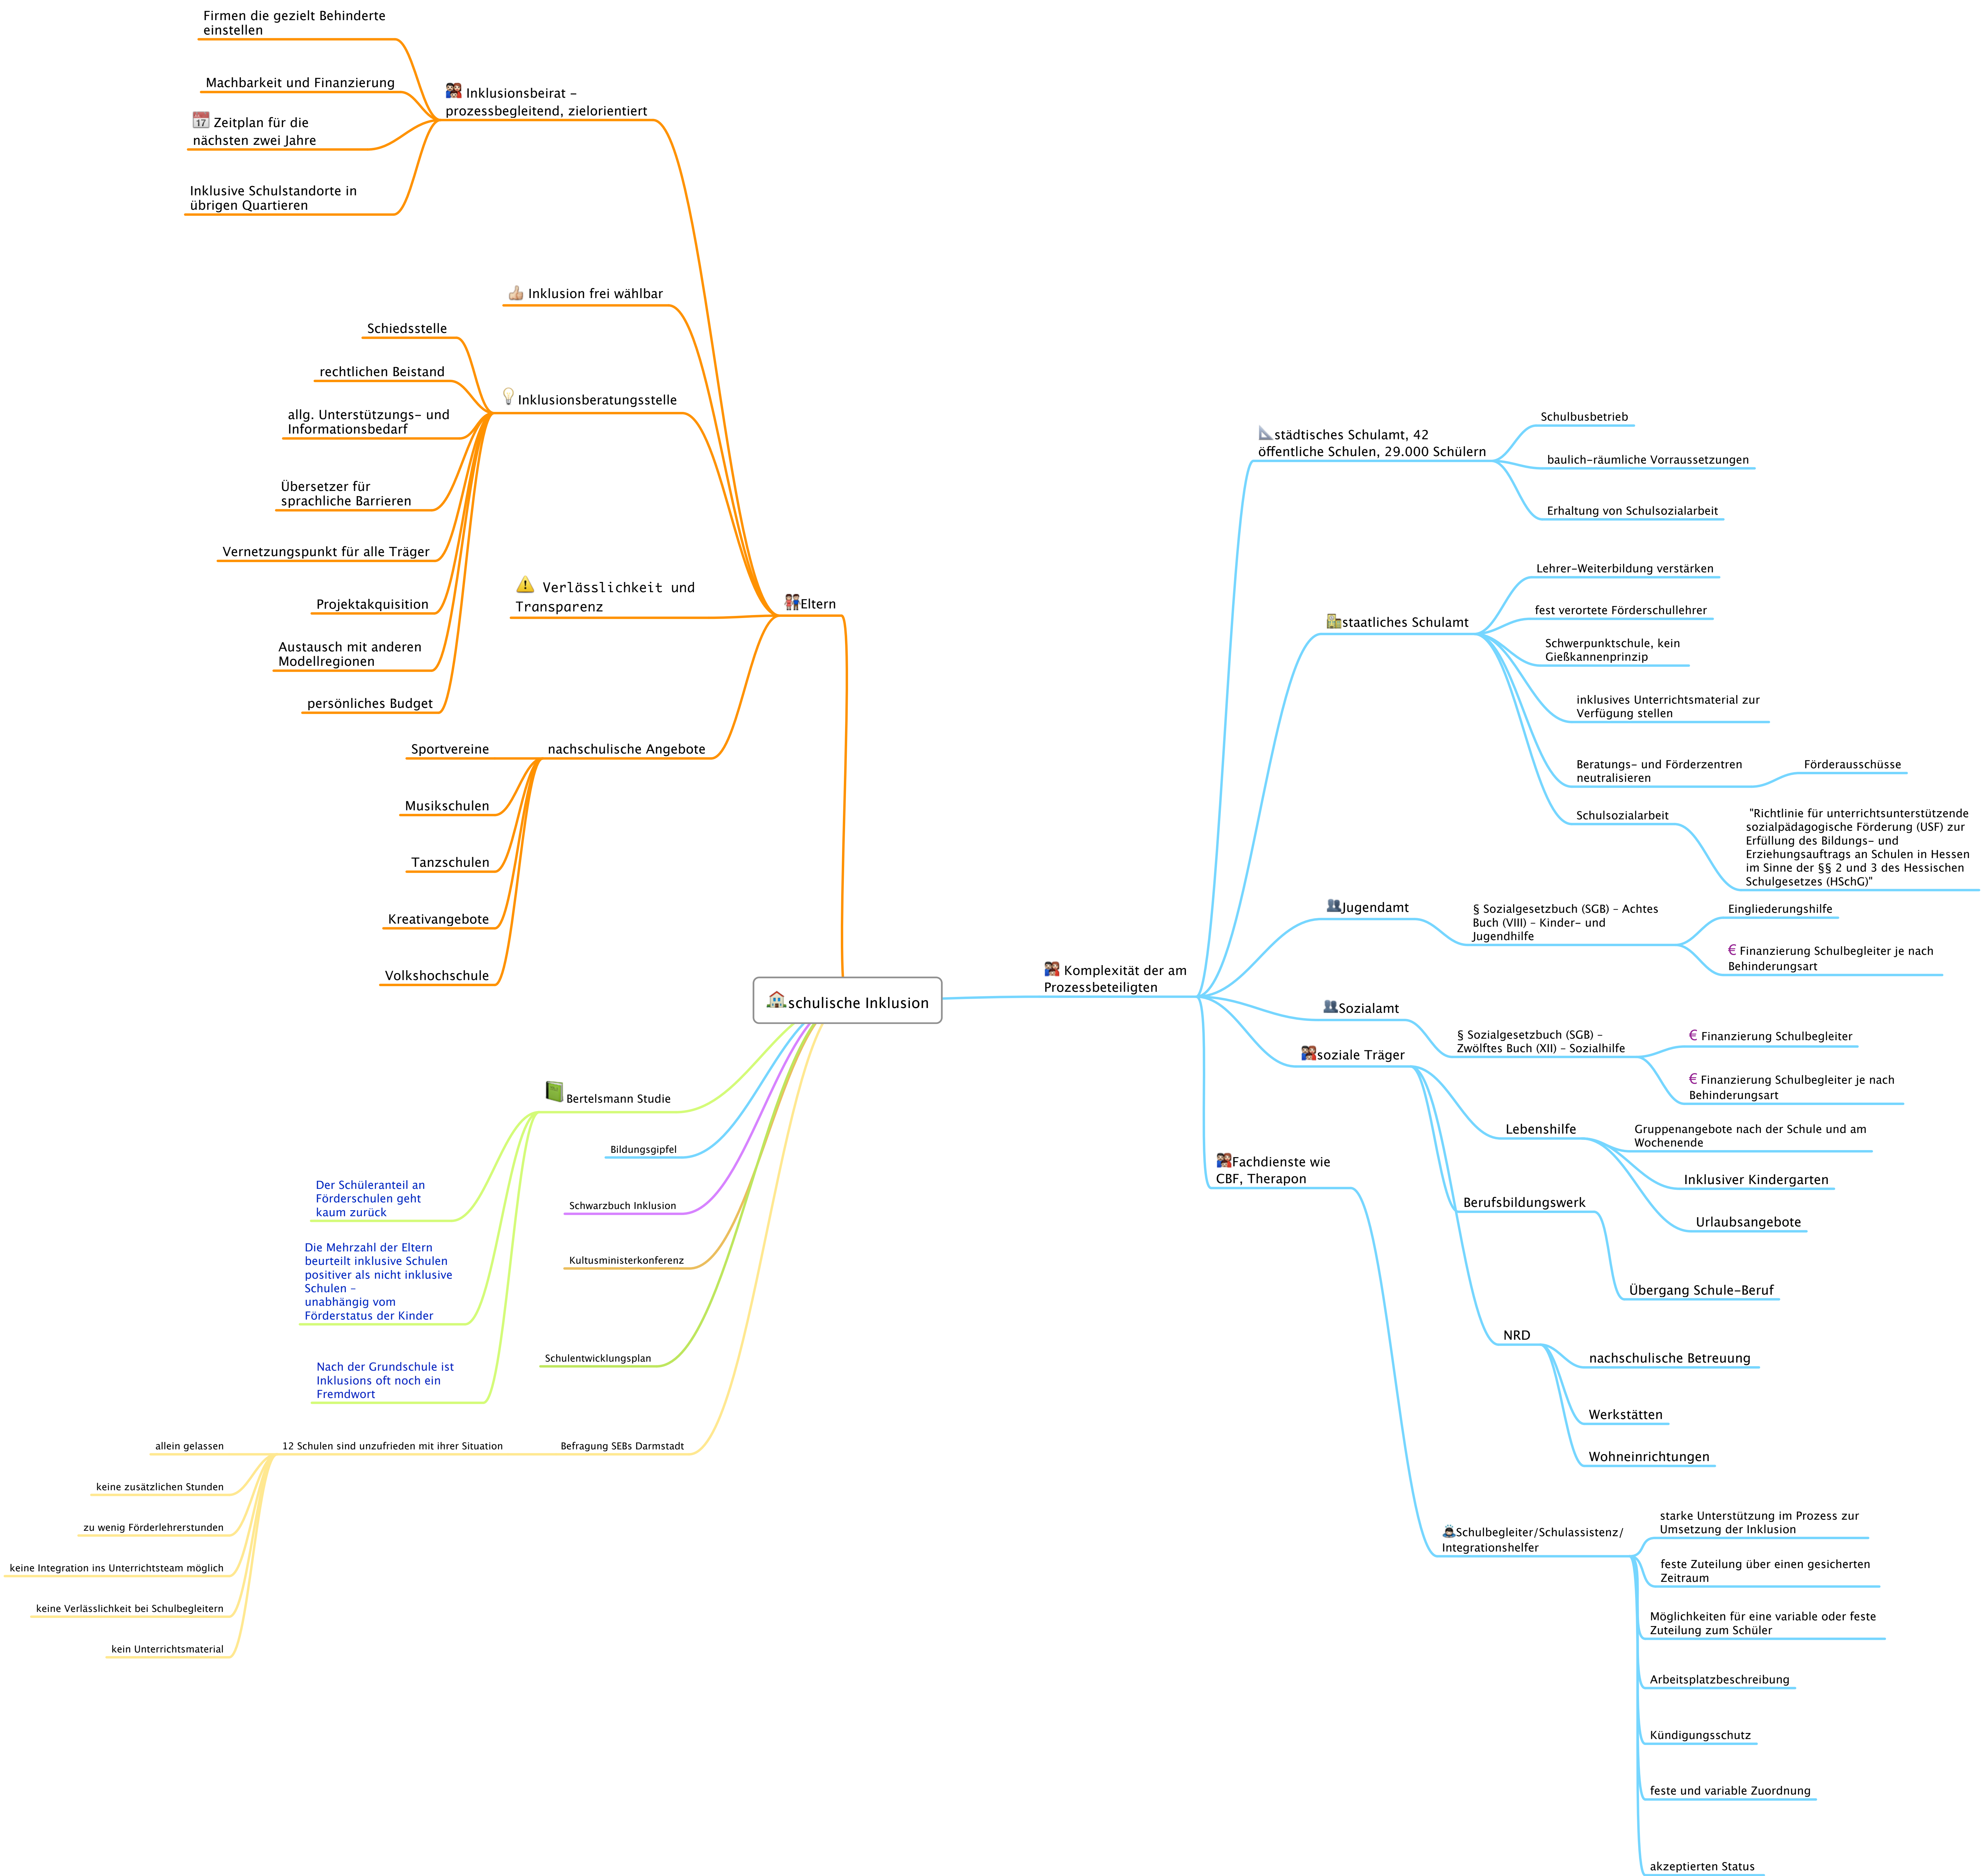 Firmen die gezielt Behinderte
einstellen
Machbarkeit und Finanzierung
17 Zeitplan für die
nächsten zwei Jahre
Inklusive Schulstandorte in
übrigen Quartieren
Inklusionsbeirat –
prozessbegleitend, zielorientiert
Inklusion frei wählbar
Schiedsstelle
rechtlichen Beistand
allg. Unterstützungs- und
Informationsbedarf
Übersetzer für
sprachliche Barrieren
Vernetzungspunkt für alle Träger
Projektakquisition
Austausch mit anderen
Modellregionen
persönliches Budget
Inklusionsberatungsstelle
Verlässlichkeit und
Transparenz
Eltern
nachschulische Angebote
Sportvereine
Musikschulen
Tanzschulen
Kreativangebote
Volkshochschule
schulische Inklusion
Bertelsmann Studie
Der Schüleranteil an
Förderschulen geht
kaum zurück
Die Mehrzahl der Eltern
beurteilt inklusive Schulen
positiver als nicht inklusive
Schulen –
unabhängig vom
Förderstatus der Kinder
Nach der Grundschule ist
Inklusions oft noch ein
Fremdwort
Bildungsgipfel
Schwarzbuch Inklusion
Kultusministerkonferenz
Schulentwicklungsplan
Befragung SEBs Darmstadt
12 Schulen sind unzufrieden mit ihrer Situation
allein gelassen
keine zusätzlichen Stunden
zu wenig Förderlehrerstunden
keine Integration ins Unterrichtsteam möglich
keine Verlässlichkeit bei Schulbegleitern
kein Unterrichtsmaterial
Komplexität der am
Prozessbeteiligten
städtisches Schulamt, 42
öffentliche Schulen, 29.000 Schülern
Schulbusbetrieb
baulich-räumliche Vorraussetzungen
Erhaltung von Schulsozialarbeit
staatliches Schulamt
Lehrer-Weiterbildung verstärken
fest verortete Förderschullehrer
Schwerpunktschule, kein
Gießkannenprinzip
inklusives Unterrichtsmaterial zur
Verfügung stellen
Beratungs- und Förderzentren
neutralisieren
Förderausschüsse
Schulsozialarbeit
"Richtlinie für unterrichtsunterstützende
sozialpädagogische Förderung (USF) zur
Erfüllung des Bildungs- und
Erziehungsauftrags an Schulen in Hessen
im Sinne der §§ 2 und 3 des Hessischen
Schulgesetzes (HSchG)"
Jugendamt
§ Sozialgesetzbuch (SGB) – Achtes
Buch (VIII) – Kinder- und
Jugendhilfe
Eingliederungshilfe
€ Finanzierung Schulbegleiter je nach
Behinderungsart
Sozialamt
§ Sozialgesetzbuch (SGB) –
Zwölftes Buch (XII) – Sozialhilfe
€ Finanzierung Schulbegleiter
€ Finanzierung Schulbegleiter je nach
Behinderungsart
soziale Träger
Lebenshilfe
Gruppenangebote nach der Schule und am
Wochenende
Inklusiver Kindergarten
Urlaubsangebote
Berufsbildungswerk
Übergang Schule-Beruf
NRD
nachschulische Betreuung
Werkstätten
Wohneinrichtungen
Fachdienste wie
CBF, Therapon
Schulbegleiter/Schulassistenz/
Integrationshelfer
starke Unterstützung im Prozess zur
Umsetzung der Inklusion
feste Zuteilung über einen gesicherten
Zeitraum
Möglichkeiten für eine variable oder feste
Zuteilung zum Schüler
Arbeitsplatzbeschreibung
Kündigungsschutz
feste und variable Zuordnung
akzeptierten Status